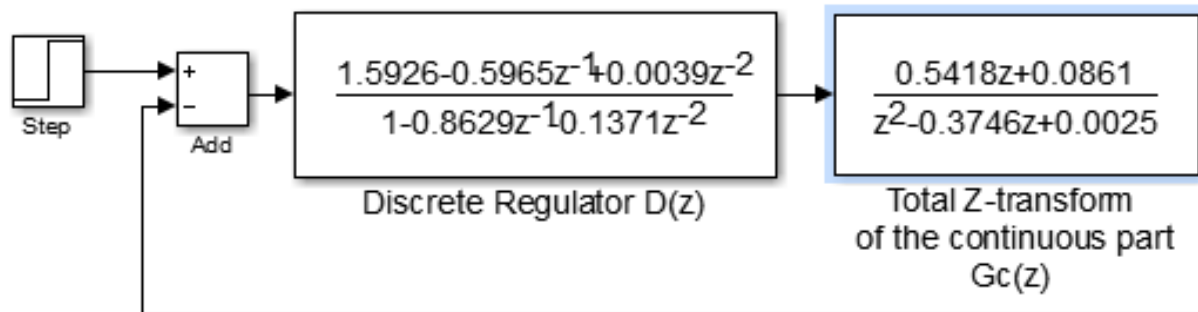 Step
+
−
Add
1.5926-0.5965z⁻¹+0.0039z⁻²
1-0.8629z⁻¹0.1371z⁻²
Discrete Regulator D(z)
0.5418z+0.0861
z²-0.3746z+0.0025
Total Z-transform
of the continuous part
Gc(z)